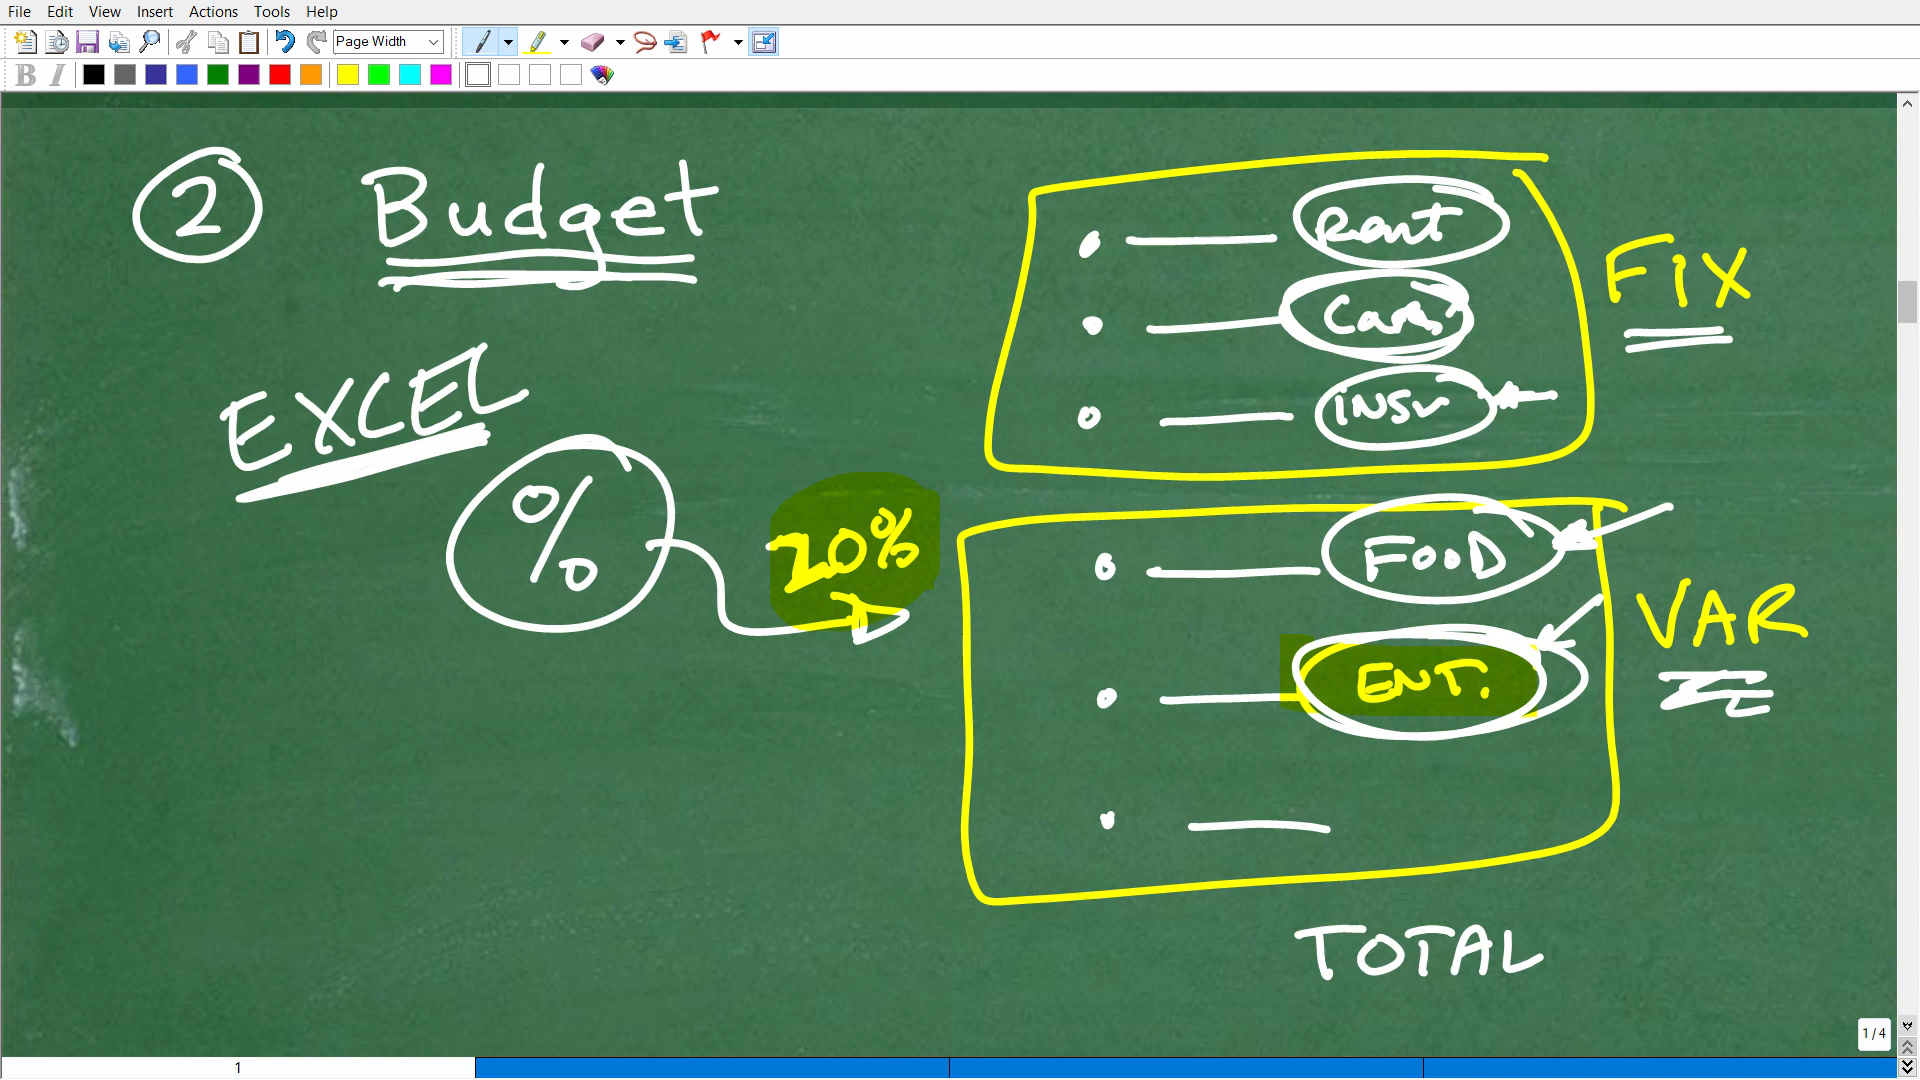 File Edit View Insert Actions Tools Help
Page Width
B I
2 Budget
EXCEL
%
20%
Rent
Car
INSU
FIX
FOOD
ENT.
VAR
TOTAL
1 / 4
1